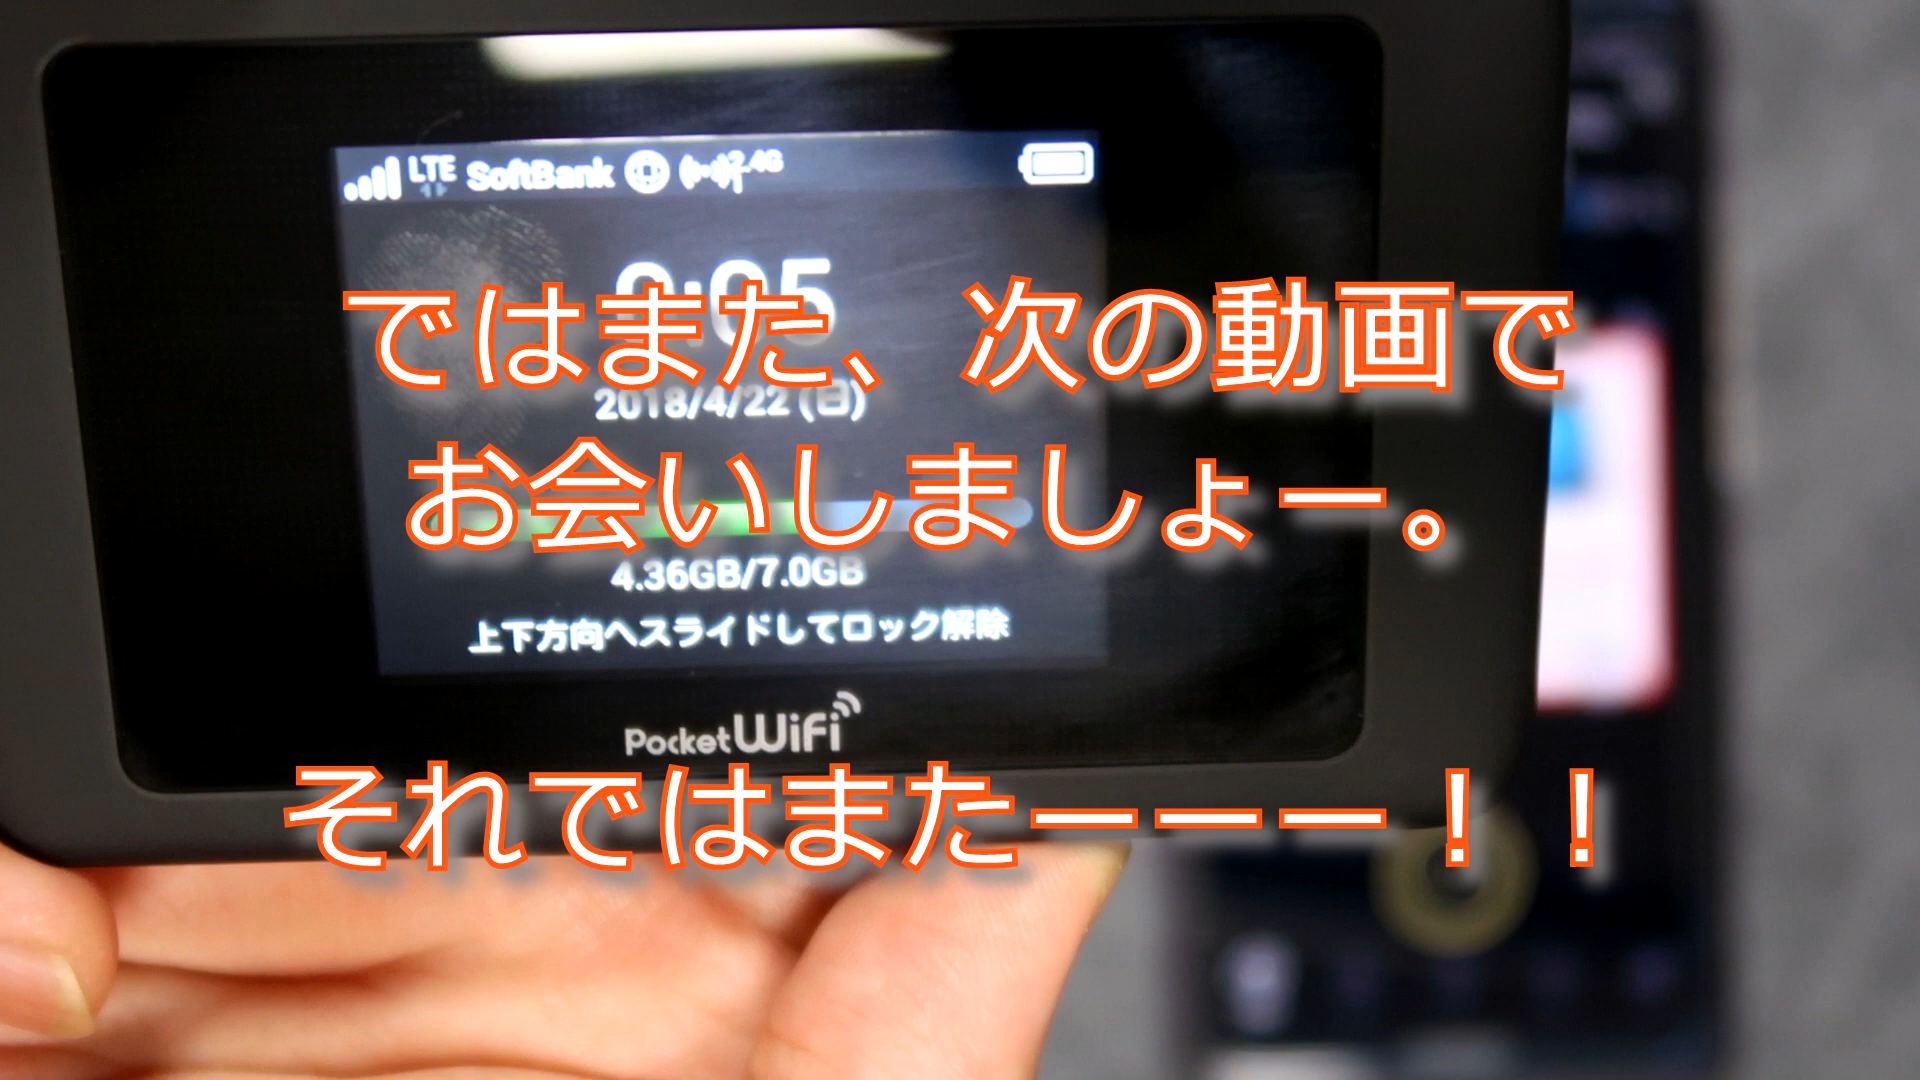 LTE SoftBank 2.4G
0:05
ではまた、次の動画で
2018/4/22 (日)
お会いしましょー。
4.36GB/7.0GB
上下方向へスライドしてロック解除
Pocket WiFi
それではまたーーー！！